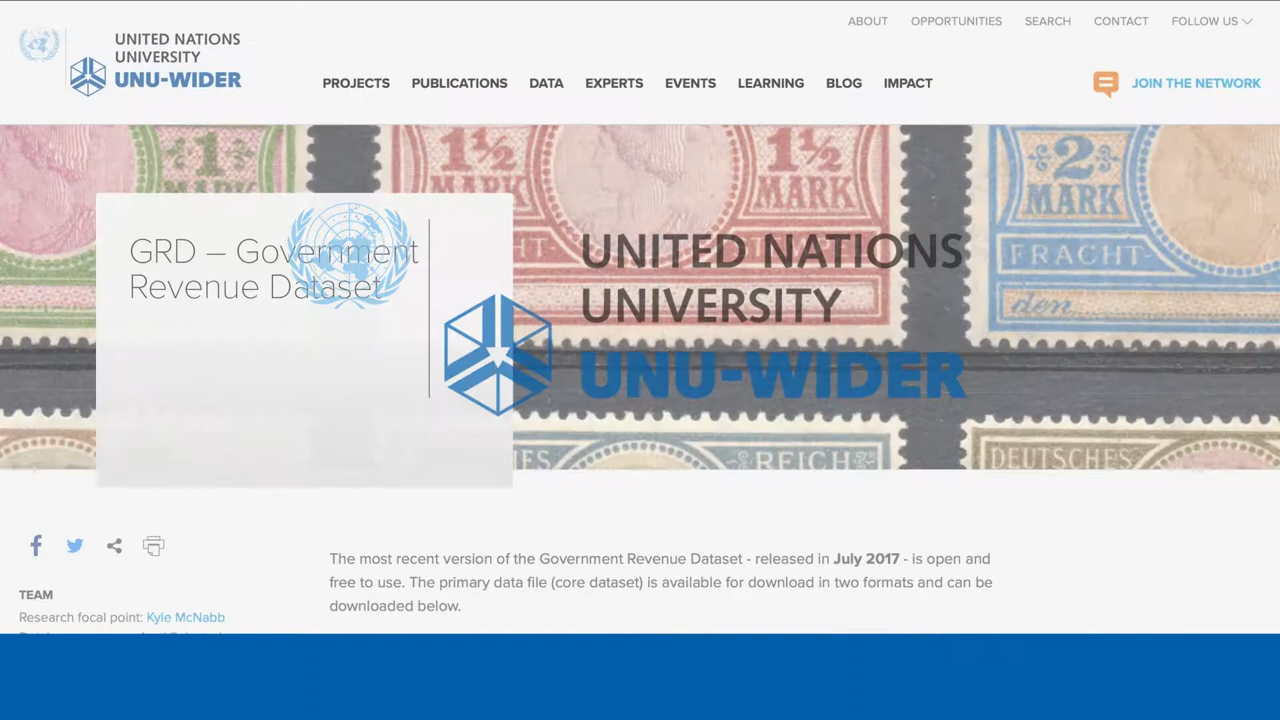 ABOUT OPPORTUNITIES SEARCH CONTACT FOLLOW US
UNITED NATIONS
UNIVERSITY
UNU-WIDER
PROJECTS PUBLICATIONS DATA EXPERTS EVENTS LEARNING BLOG IMPACT
JOIN THE NETWORK
1 MARK
1½ MARK
1½ MARK
2 MARK
FRACHT-
den
GRD – Government
Revenue Dataset
UNITED NATIONS
UNIVERSITY
UNU-WIDER
REICH
DEUTSCHES
The most recent version of the Government Revenue Dataset - released in July 2017 - is open and
free to use. The primary data file (core dataset) is available for download in two formats and can be
downloaded below.
TEAM
Research focal point: Kyle McNabb